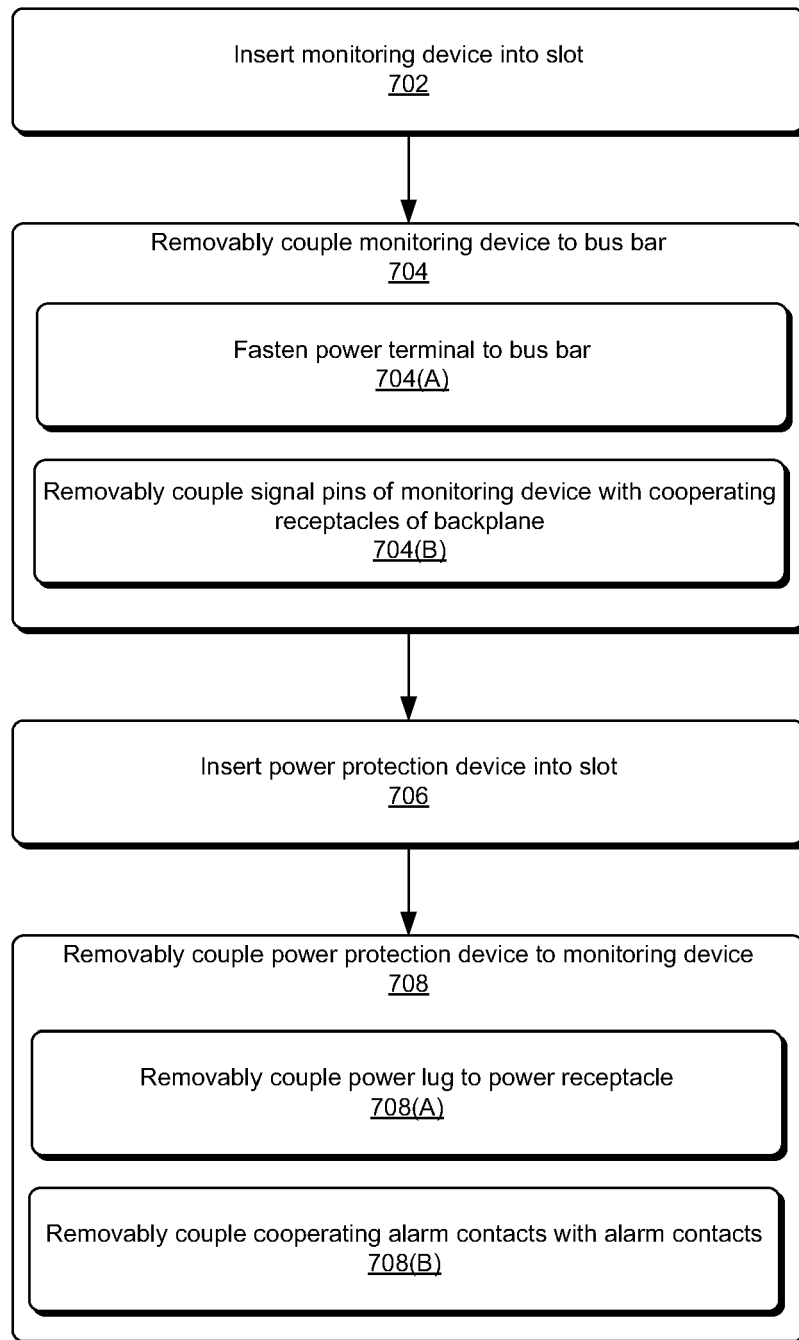 Insert monitoring device into slot
702
Removably couple monitoring device to bus bar
704
Fasten power terminal to bus bar
704(A)
Removably couple signal pins of monitoring device with cooperating
receptacles of backplane
704(B)
Insert power protection device into slot
706
Removably couple power protection device to monitoring device
708
Removably couple power lug to power receptacle
708(A)
Removably couple cooperating alarm contacts with alarm contacts
708(B)